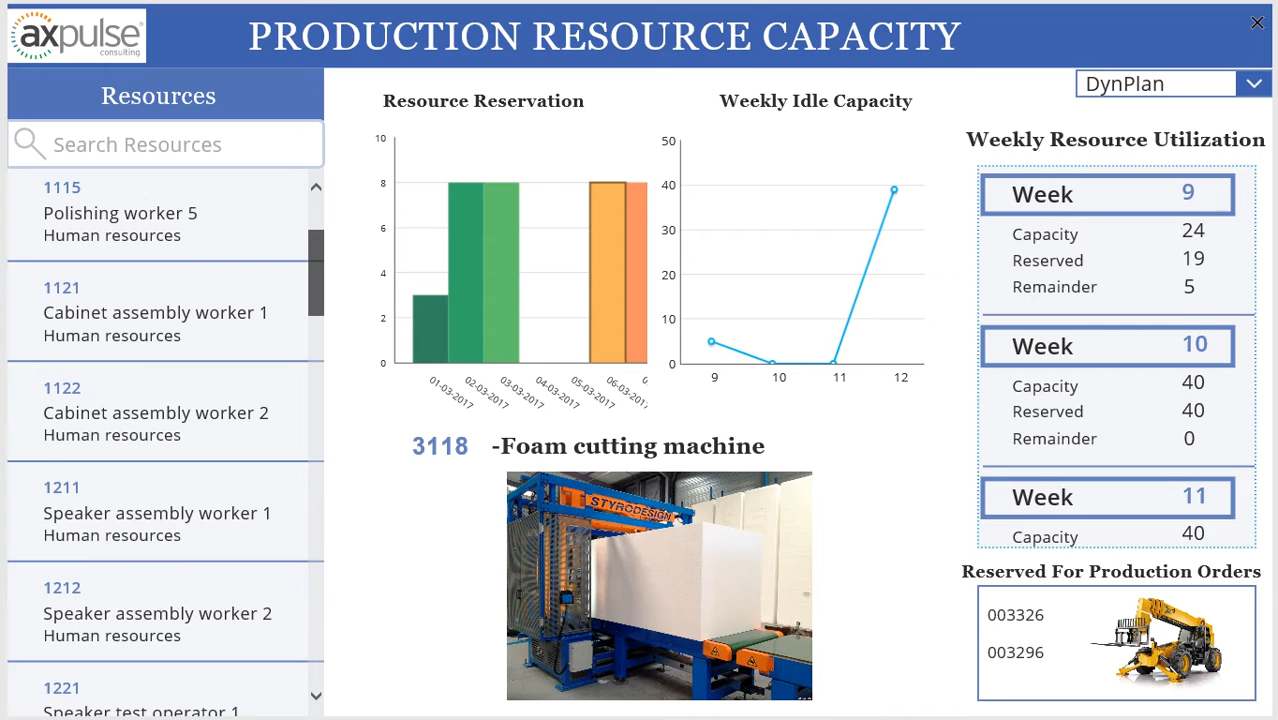 axpulse
consulting
PRODUCTION RESOURCE CAPACITY
Resources
Search Resources
1115
Polishing worker 5
Human resources
1121
Cabinet assembly worker 1
Human resources
1122
Cabinet assembly worker 2
Human resources
1211
Speaker assembly worker 1
Human resources
1212
Speaker assembly worker 2
Human resources
1221
Speaker test operator 1
Resource Reservation
10
8
6
4
2
0
01-03-2017
02-03-2017
03-03-2017
04-03-2017
05-03-2017
Weekly Idle Capacity
50
40
30
20
10
0
9 10 11 12
3118 -Foam cutting machine
STYRODESIGN
DynPlan
Weekly Resource Utilization
Week 9
Capacity 24
Reserved 19
Remainder 5
Week 10
Capacity 40
Reserved 40
Remainder 0
Week 11
Capacity 40
Reserved For Production Orders
003326
003296